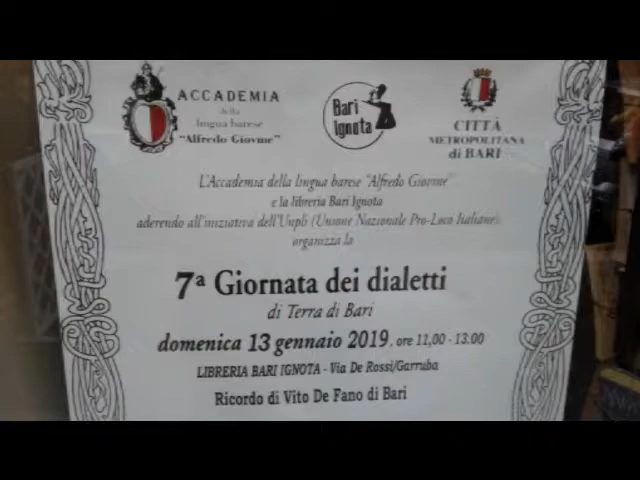 ACCADEMIA
della
lingua barese
"Alfredo Giovine"
Bari
Ignota
CITTÀ
METROPOLITANA
di BARI
L'Accademia della lingua barese "Alfredo Giovine"
e la libreria Bari Ignota
aderendo all'iniziativa dell'Unpli (Unione Nazionale Pro-Loco Italiane)
organizza la
7ª Giornata dei dialetti
di Terra di Bari
domenica 13 gennaio 2019, ore 11,00 - 13.00
LIBRERIA BARI IGNOTA - Via De Rossi/Garruba
Ricordo di Vito De Fano di Bari